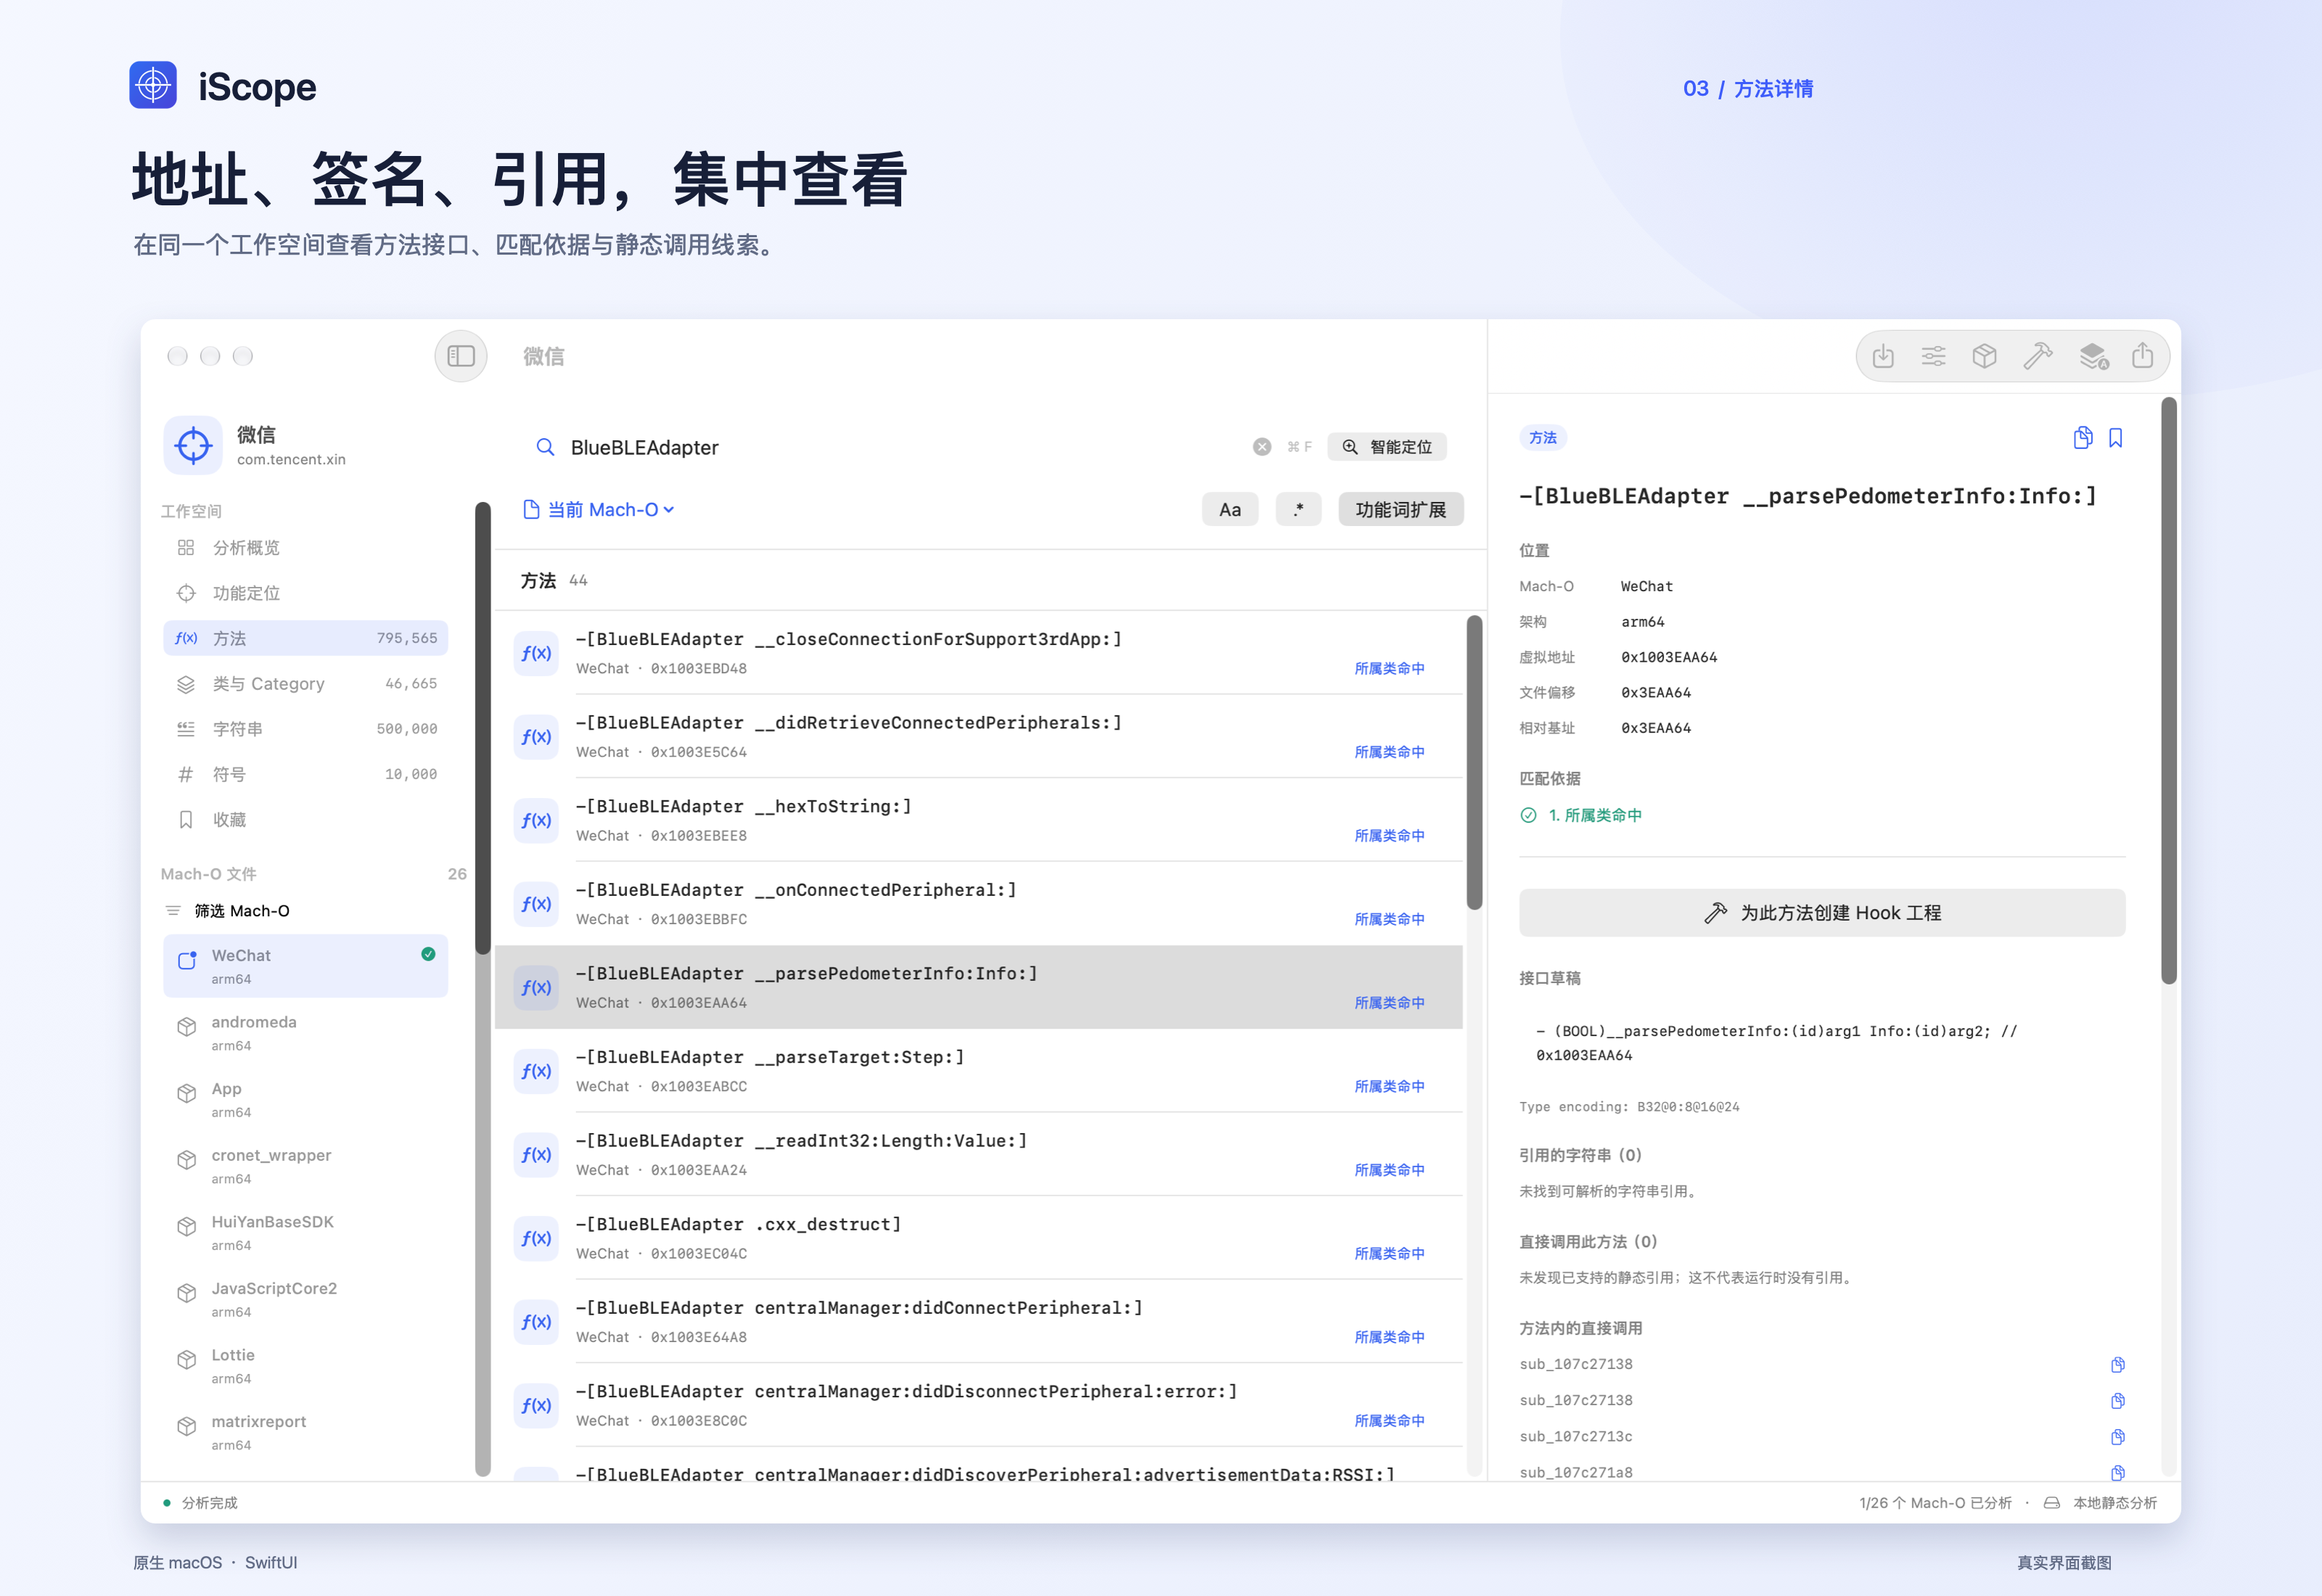 iScope
03 / 方法详情
地址、签名、引用，集中查看
在同一个工作空间查看方法接口、匹配依据与静态调用线索。
微信
微信
com.tencent.xin
工作空间
分析概览
功能定位
f(x) 方法 795,565
类与 Category 46,665
字符串 500,000
符号 10,000
收藏
Mach-O 文件 26
筛选 Mach-O
WeChat
arm64
andromeda
arm64
App
arm64
cronet_wrapper
arm64
HuiYanBaseSDK
arm64
JavaScriptCore2
arm64
Lottie
arm64
matrixreport
arm64
BlueBLEAdapter ⌘ F 智能定位
当前 Mach-O Aa .* 功能词扩展
方法 44
f(x) -[BlueBLEAdapter __closeConnectionForSupport3rdApp:]
WeChat · 0x1003EBD48 所属类命中
f(x) -[BlueBLEAdapter __didRetrieveConnectedPeripherals:]
WeChat · 0x1003E5C64 所属类命中
f(x) -[BlueBLEAdapter __hexToString:]
WeChat · 0x1003EBEE8 所属类命中
f(x) -[BlueBLEAdapter __onConnectedPeripheral:]
WeChat · 0x1003EBBFC 所属类命中
f(x) -[BlueBLEAdapter __parsePedometerInfo:Info:]
WeChat · 0x1003EAA64 所属类命中
f(x) -[BlueBLEAdapter __parseTarget:Step:]
WeChat · 0x1003EABCC 所属类命中
f(x) -[BlueBLEAdapter __readInt32:Length:Value:]
WeChat · 0x1003EAA24 所属类命中
f(x) -[BlueBLEAdapter .cxx_destruct]
WeChat · 0x1003EC04C 所属类命中
f(x) -[BlueBLEAdapter centralManager:didConnectPeripheral:]
WeChat · 0x1003E64A8 所属类命中
f(x) -[BlueBLEAdapter centralManager:didDisconnectPeripheral:error:]
WeChat · 0x1003E8C0C 所属类命中
-[BlueBLEAdapter centralManager:didDiscoverPeripheral:advertisementData:RSSI:]
方法
-[BlueBLEAdapter __parsePedometerInfo:Info:]
位置
Mach-O WeChat
架构 arm64
虚拟地址 0x1003EAA64
文件偏移 0x3EAA64
相对基址 0x3EAA64
匹配依据
1. 所属类命中
为此方法创建 Hook 工程
接口草稿
- (BOOL)__parsePedometerInfo:(id)arg1 Info:(id)arg2; //
0x1003EAA64
Type encoding: B32@0:8@16@24
引用的字符串 (0)
未找到可解析的字符串引用。
直接调用此方法 (0)
未发现已支持的静态引用；这不代表运行时没有引用。
方法内的直接调用
sub_107c27138
sub_107c27138
sub_107c2713c
sub_107c271a8
分析完成
1/26 个 Mach-O 已分析 · 本地静态分析
原生 macOS · SwiftUI
真实界面截图